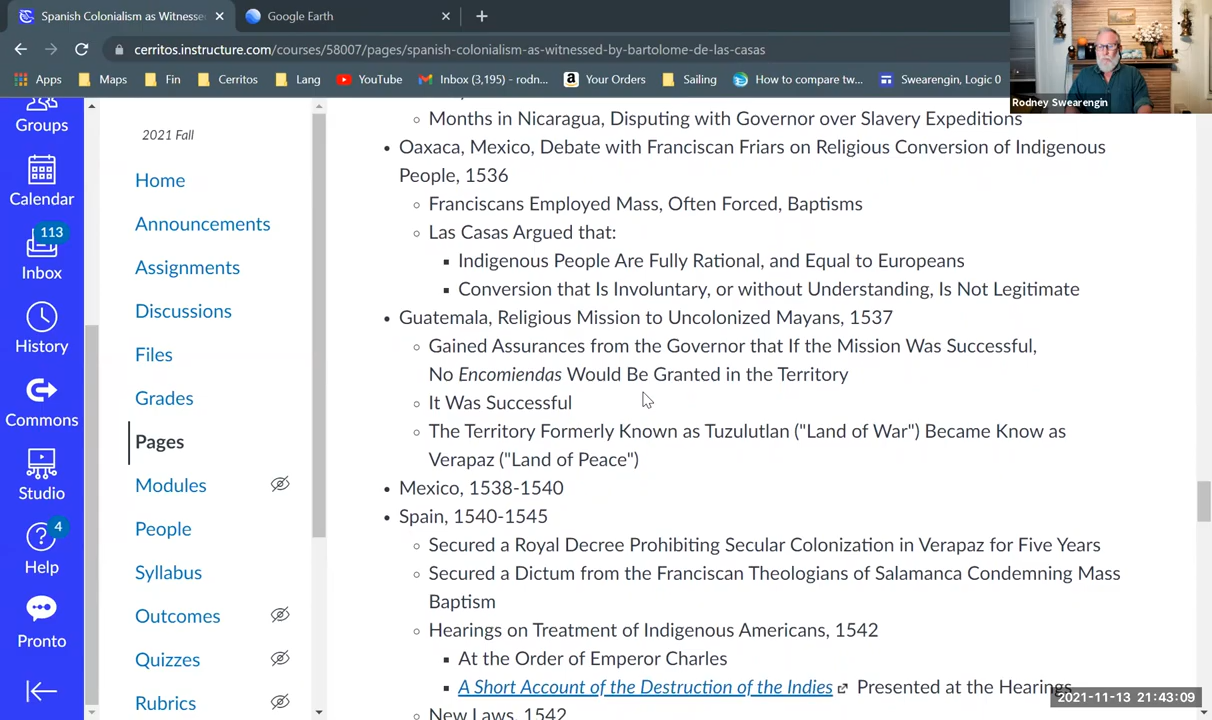 Spanish Colonialism as Witnesse
Google Earth
cerritos.instructure.com/courses/58007/pages/spanish-colonialism-as-witnessed-by-bartolome-de-las-casas
Apps
Maps
Fin
Cerritos
Lang
YouTube
Inbox (3,195) - rodn...
Your Orders
Sailing
How to compare tw...
Swearengin, Logic 0
Rodney Swearengin
Groups
Calendar
113
Inbox
History
Commons
Studio
4
Help
Pronto
2021 Fall
Home
Announcements
Assignments
Discussions
Files
Grades
Pages
Modules
People
Syllabus
Outcomes
Quizzes
Rubrics
Months in Nicaragua, Disputing with Governor over Slavery Expeditions
Oaxaca, Mexico, Debate with Franciscan Friars on Religious Conversion of Indigenous
People, 1536
Franciscans Employed Mass, Often Forced, Baptisms
Las Casas Argued that:
Indigenous People Are Fully Rational, and Equal to Europeans
Conversion that Is Involuntary, or without Understanding, Is Not Legitimate
Guatemala, Religious Mission to Uncolonized Mayans, 1537
Gained Assurances from the Governor that If the Mission Was Successful,
No Encomiendas Would Be Granted in the Territory
It Was Successful
The Territory Formerly Known as Tuzulutlan ("Land of War") Became Know as
Verapaz ("Land of Peace")
Mexico, 1538-1540
Spain, 1540-1545
Secured a Royal Decree Prohibiting Secular Colonization in Verapaz for Five Years
Secured a Dictum from the Franciscan Theologians of Salamanca Condemning Mass
Baptism
Hearings on Treatment of Indigenous Americans, 1542
At the Order of Emperor Charles
A Short Account of the Destruction of the Indies Presented at the Hearings
New Laws, 1542
2021-11-13 21:43:09